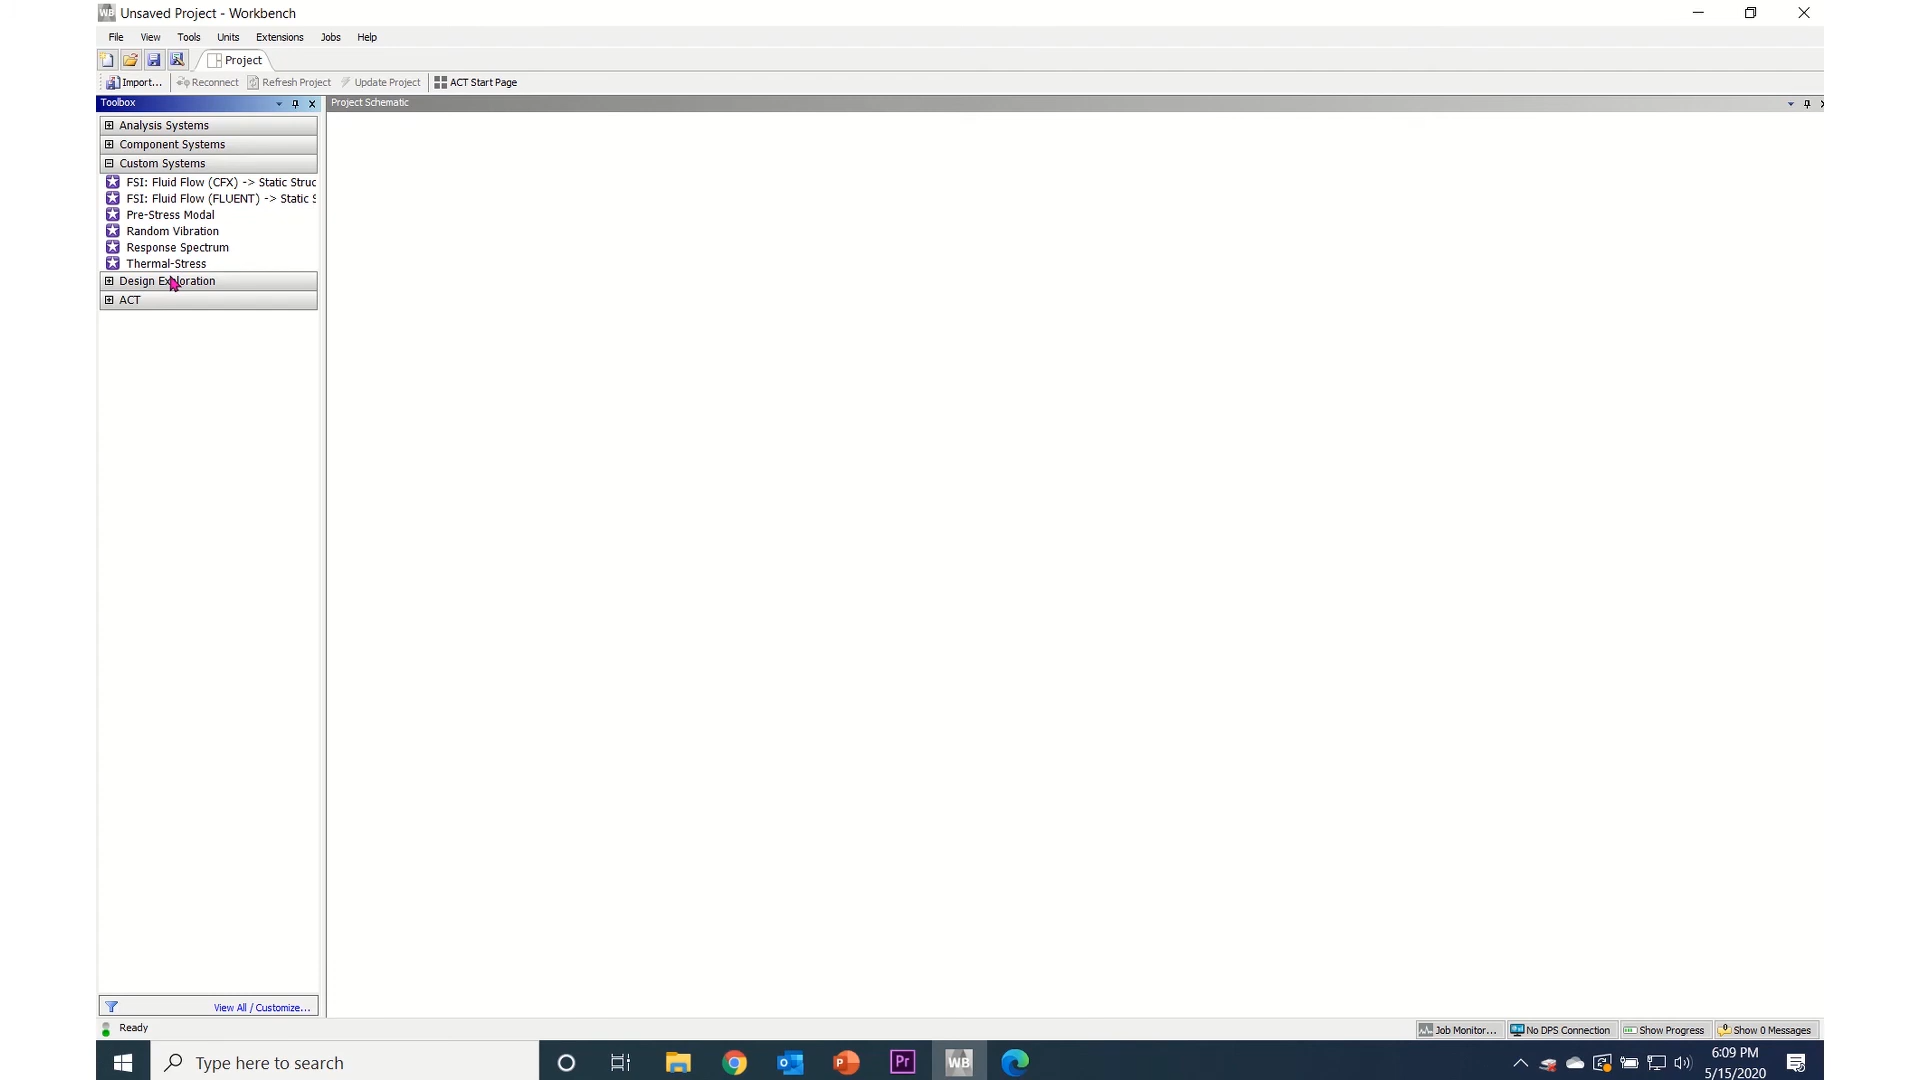 WB Unsaved Project - Workbench
File View Tools Units Extensions Jobs Help
Project
Import... Reconnect Refresh Project Update Project ACT Start Page
Toolbox
Project Schematic
Analysis Systems
Component Systems
Custom Systems
FSI: Fluid Flow (CFX) -> Static Struc
FSI: Fluid Flow (FLUENT) -> Static S
Pre-Stress Modal
Random Vibration
Response Spectrum
Thermal-Stress
Design Exploration
ACT
View All / Customize...
Ready
Job Monitor... No DPS Connection Show Progress Show 0 Messages
Type here to search
Pr
WB
6:09 PM
5/15/2020